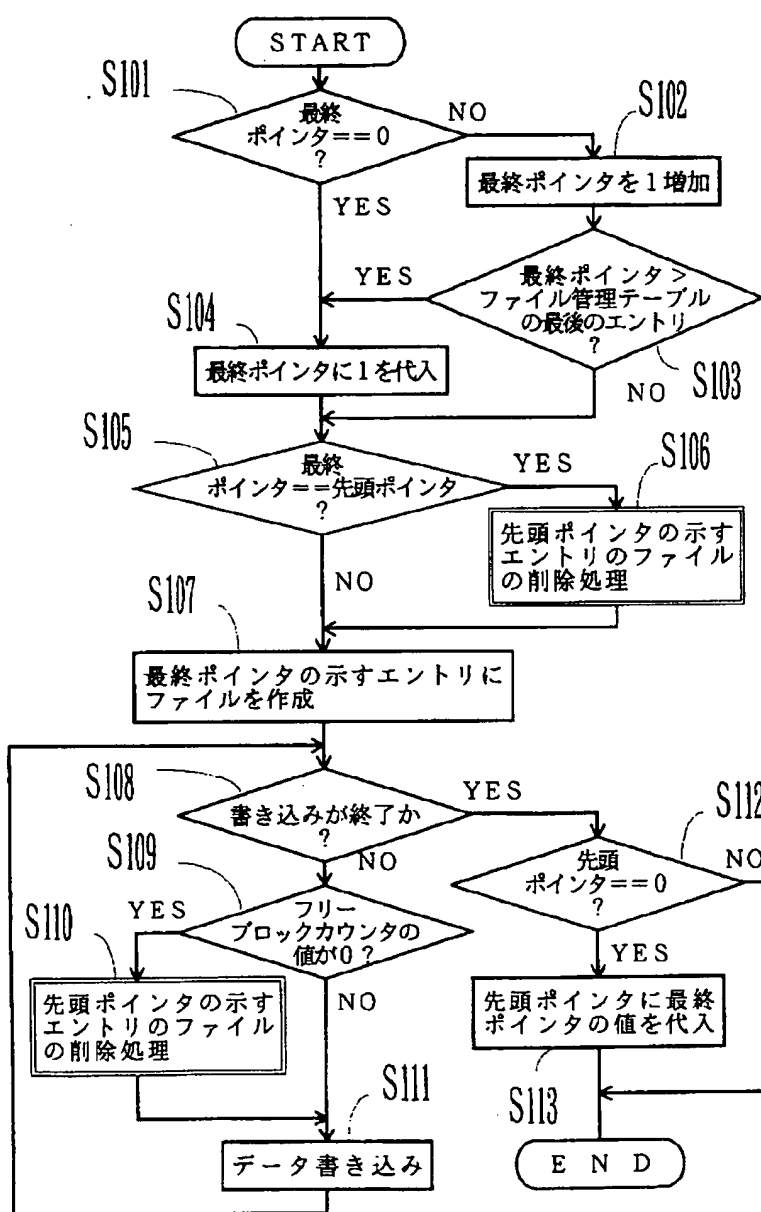 START
S101
最終
ポインタ==0
?
NO
S102
最終ポインタを1増加
YES
最終ポインタ>
ファイル管理テーブル
の最後のエントリ
?
YES
S103
NO
S104
最終ポインタに1を代入
S105
最終
ポインタ==先頭ポインタ
?
YES
S106
先頭ポインタの示す
エントリのファイル
の削除処理
NO
S107
最終ポインタの示すエントリに
ファイルを作成
S108
書き込みが終了か
?
YES
NO
S112
先頭
ポインタ==0
?
NO
YES
S109
フリー
ブロックカウンタの
値が0?
YES
NO
S110
先頭ポインタの示す
エントリのファイル
の削除処理
先頭ポインタに最終
ポインタの値を代入
S113
S111
データ書き込み
END